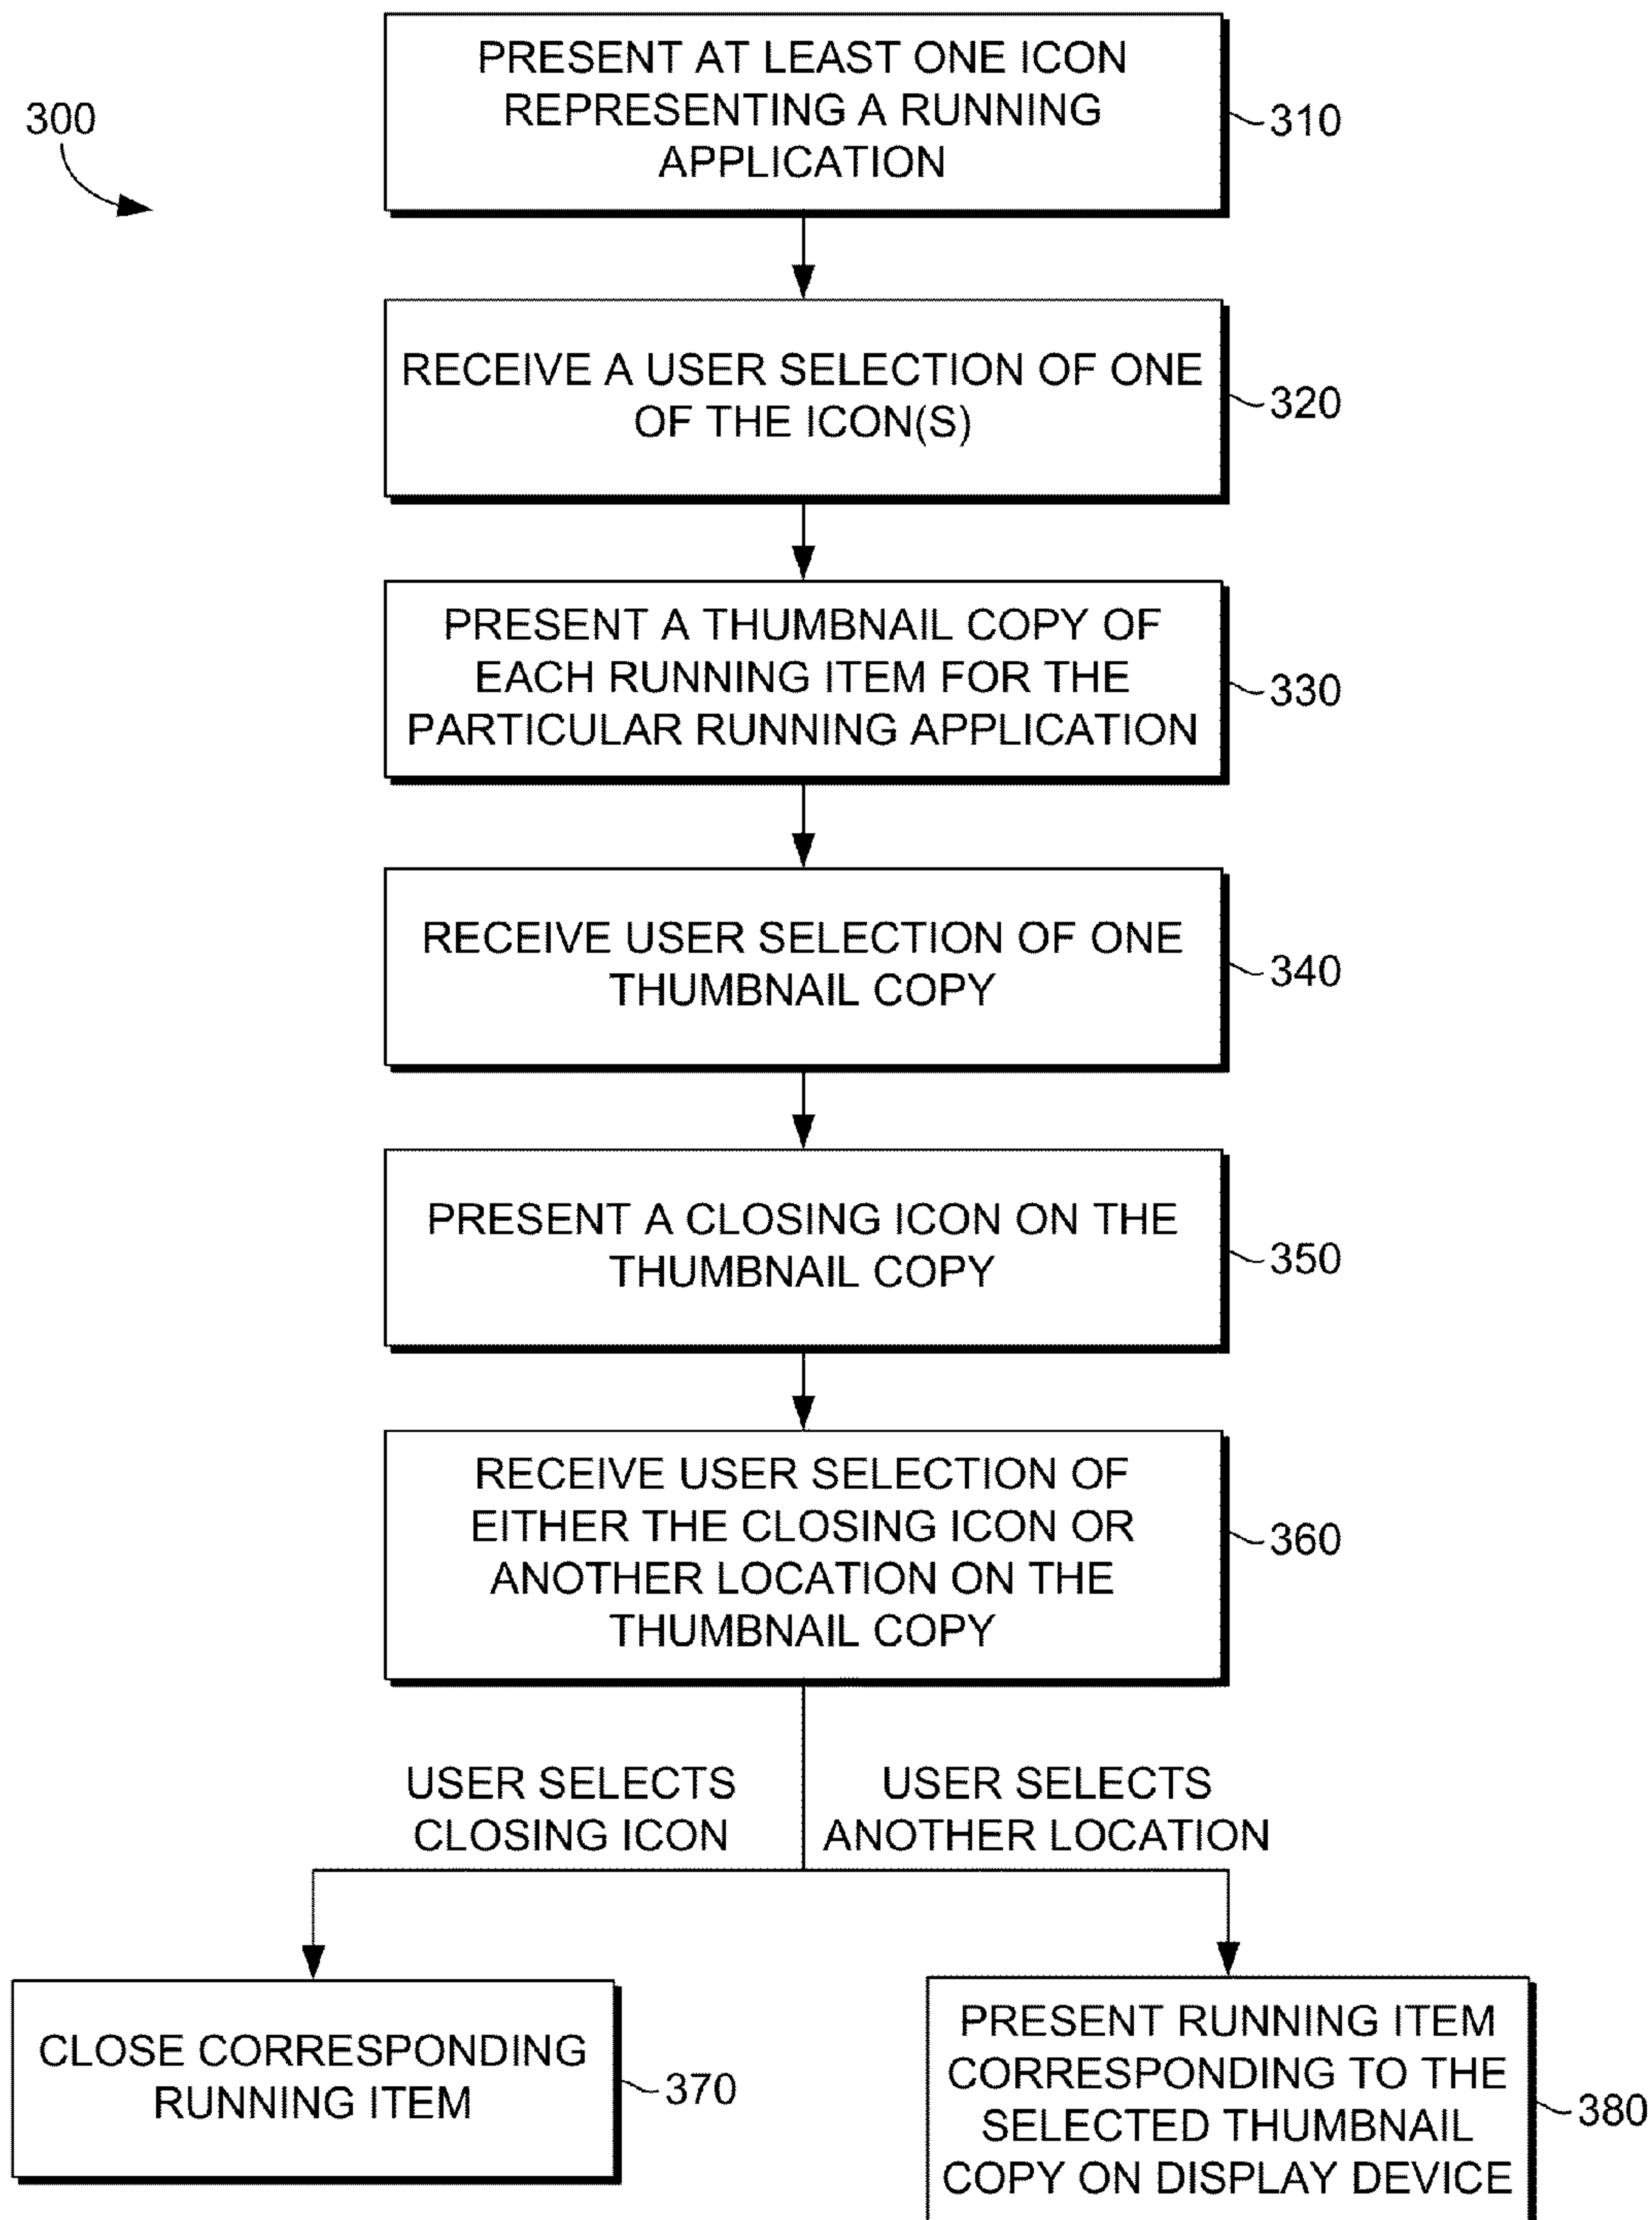 300
PRESENT AT LEAST ONE ICON
REPRESENTING A RUNNING
APPLICATION
310
RECEIVE A USER SELECTION OF ONE
OF THE ICON(S)
320
PRESENT A THUMBNAIL COPY OF
EACH RUNNING ITEM FOR THE
PARTICULAR RUNNING APPLICATION
330
RECEIVE USER SELECTION OF ONE
THUMBNAIL COPY
340
PRESENT A CLOSING ICON ON THE
THUMBNAIL COPY
350
RECEIVE USER SELECTION OF
EITHER THE CLOSING ICON OR
ANOTHER LOCATION ON THE
THUMBNAIL COPY
360
USER SELECTS
CLOSING ICON
USER SELECTS
ANOTHER LOCATION
CLOSE CORRESPONDING
RUNNING ITEM
370
PRESENT RUNNING ITEM
CORRESPONDING TO THE
SELECTED THUMBNAIL
COPY ON DISPLAY DEVICE
380